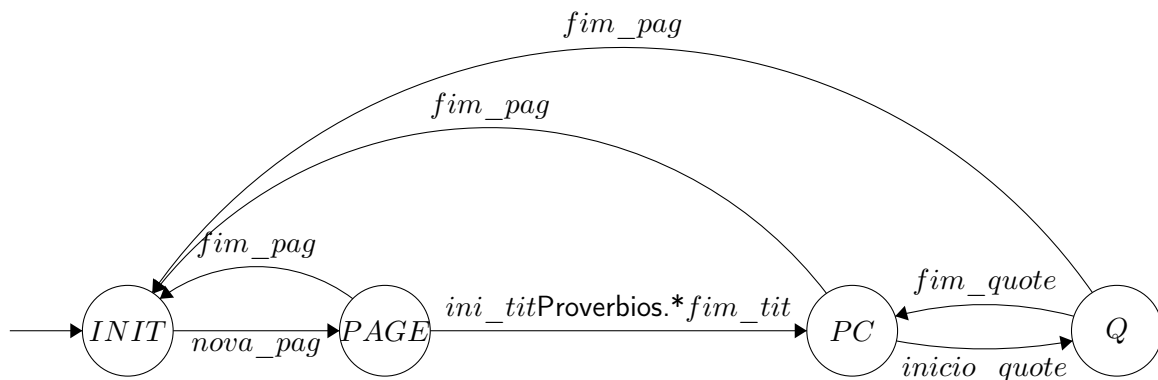 fim_pag
fim_pag
fim_pag
ini_titProverbios.*fim_tit
fim_quote
INIT
PAGE
PC
Q
nova_pag
inicio_quote